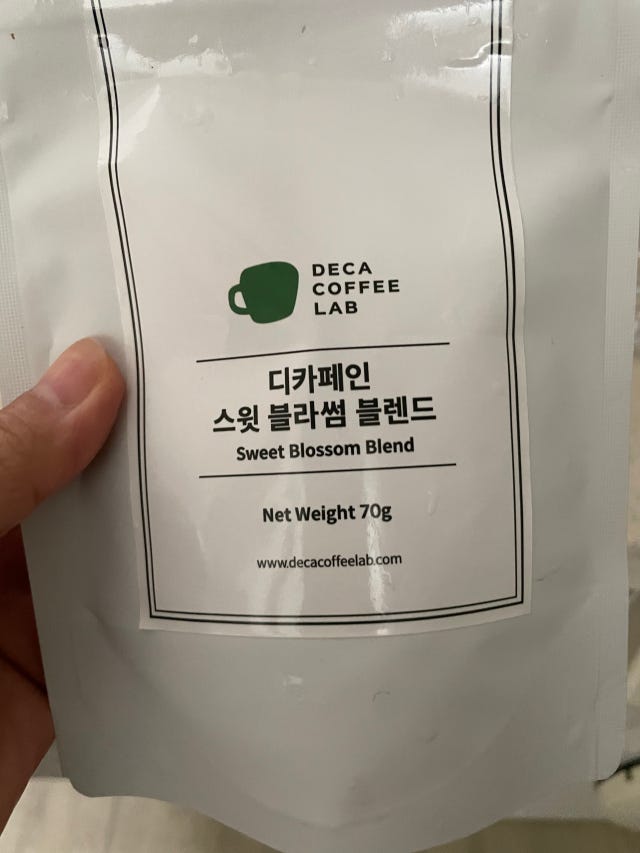 DECA
COFFEE
LAB
디카페인
스윗 블라썸 블렌드
Sweet Blossom Blend
Net Weight 70g
www.decacoffeelab.com